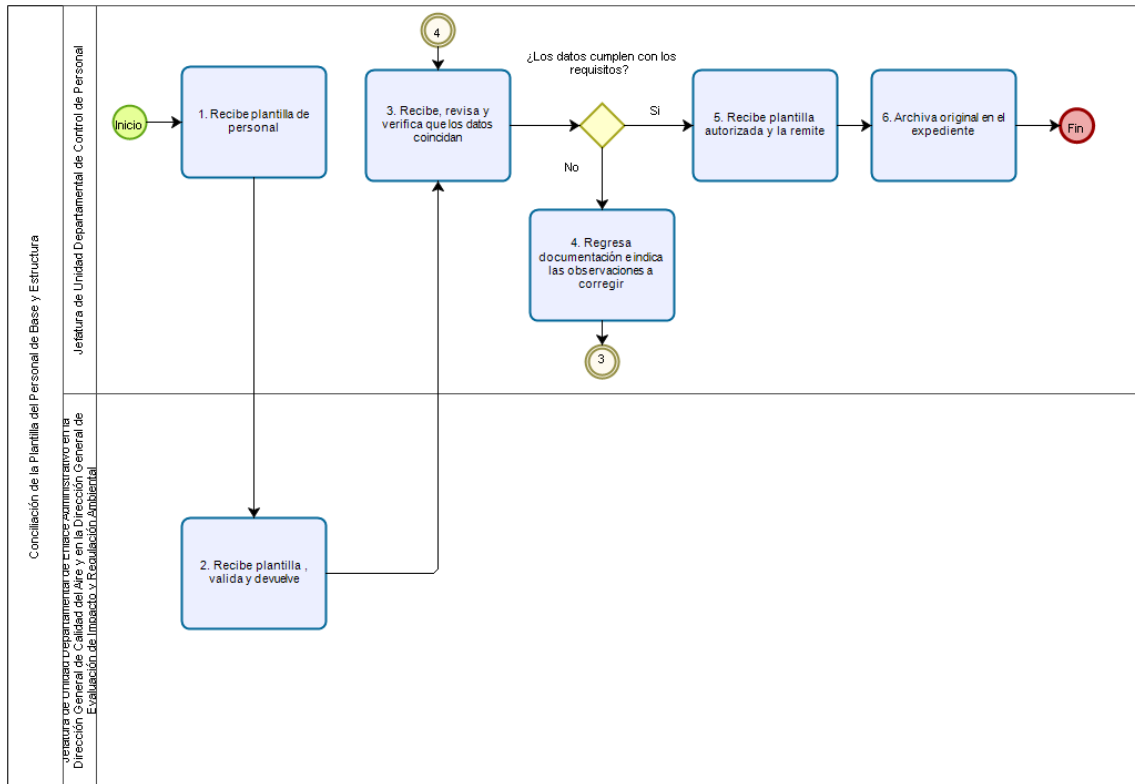 Conciliación de la Plantilla del Personal de Base y Estructura
Jefatura de Unidad Departamental de Control de Personal
Inicio
1. Recibe plantilla de
personal
4
3. Recibe, revisa y
verifica que los datos
coincidan
¿Los datos cumplen con los
requisitos?
Si
No
5. Recibe plantilla
autorizada y la remite
6. Archiva original en el
expediente
Fin
4. Regresa
documentación e indica
las observaciones a
corregir
3
Jefatura de Unidad Departamental de Enlace Administrativo en la
Dirección General de Calidad del Aire y en la Dirección General de
Evaluación de Impacto y Regulación Ambiental
2. Recibe plantilla ,
valida y devuelve